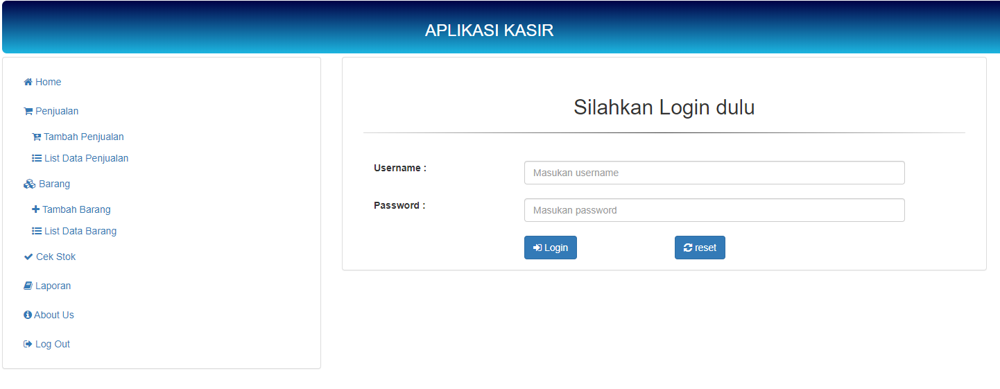 APLIKASI KASIR
Home
Penjualan
Tambah Penjualan
List Data Penjualan
Barang
Tambah Barang
List Data Barang
Cek Stok
Laporan
About Us
Log Out
Silahkan Login dulu
Username :
Masukan username
Password :
Masukan password
Login
reset